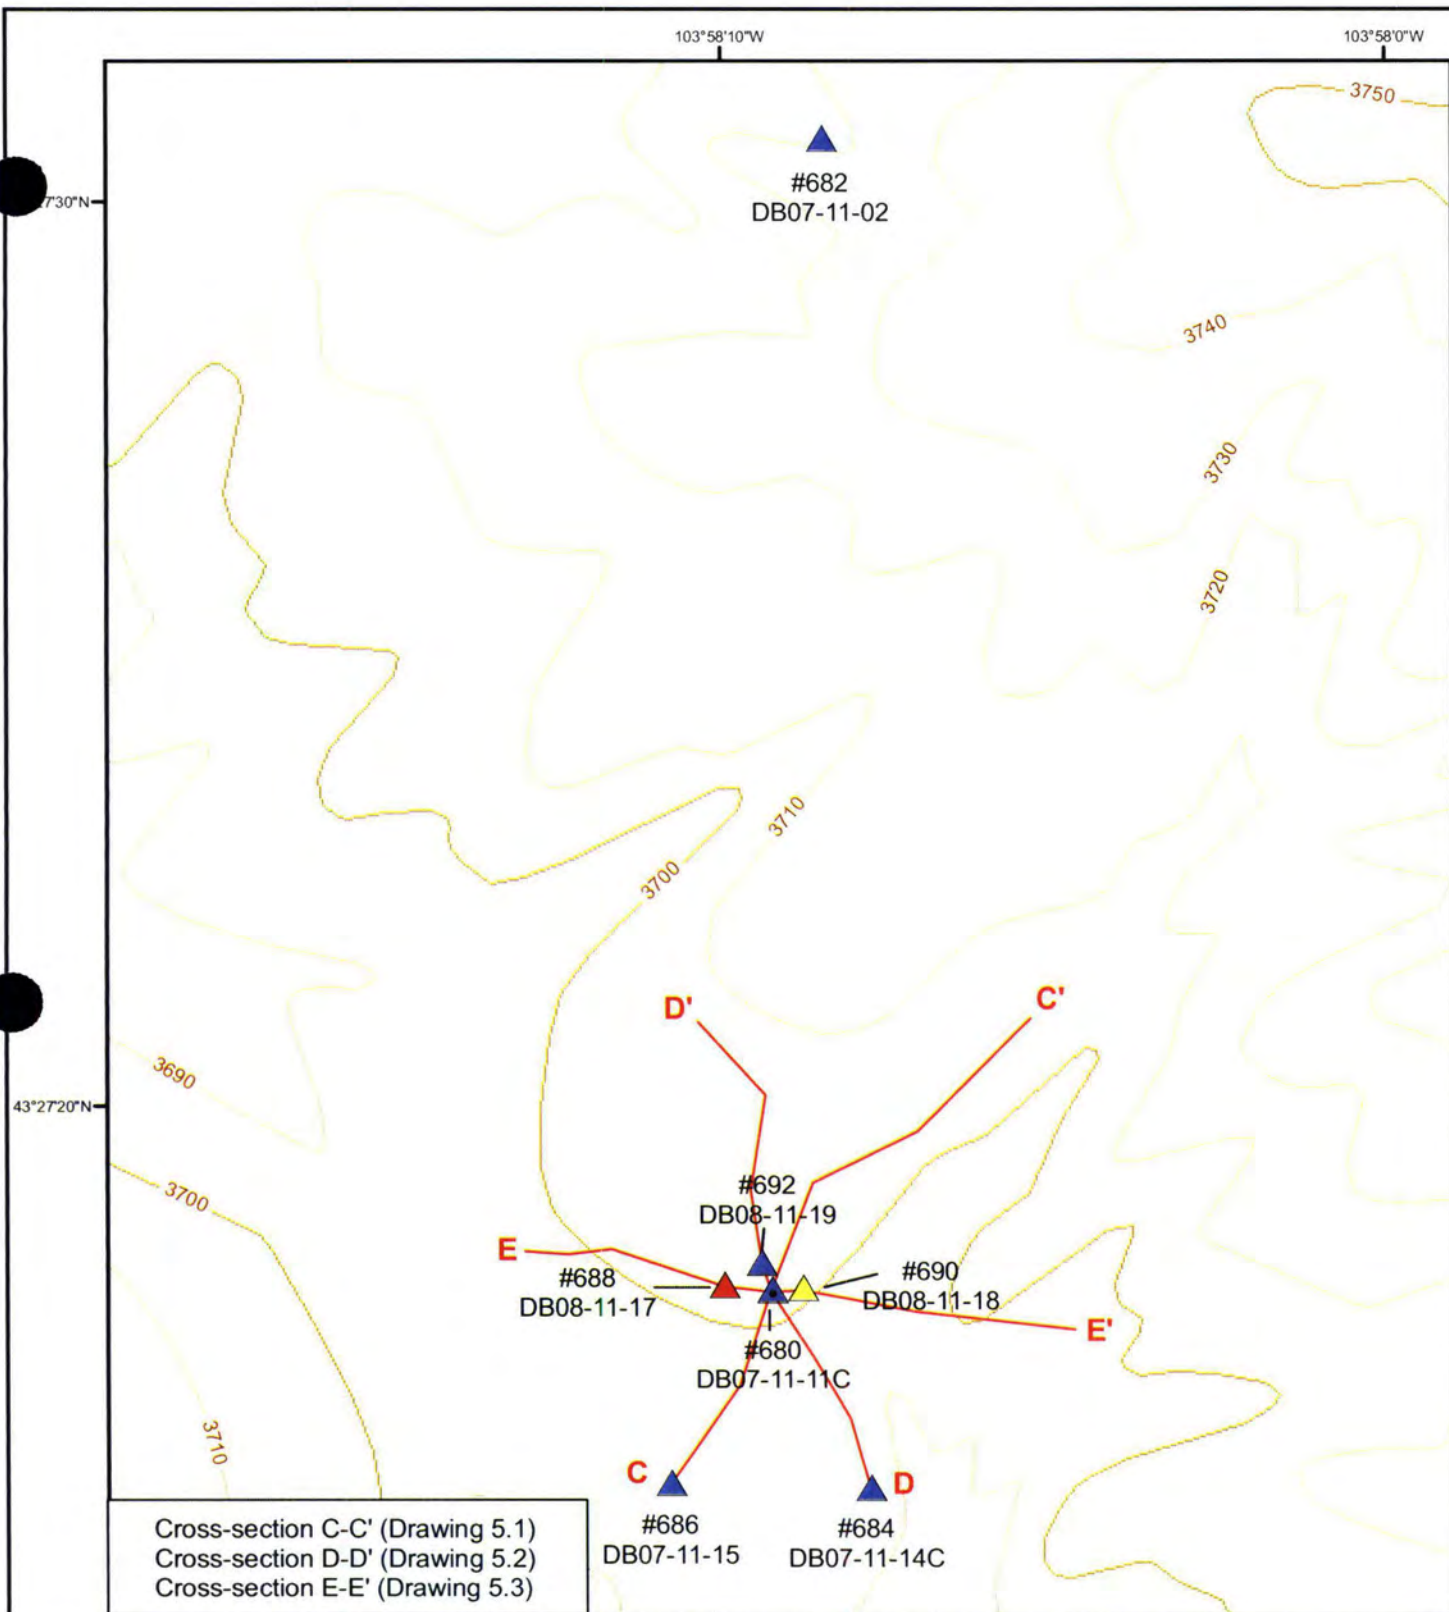 103°58'10"W
103°58'0"W
3750
#682
DB07-11-02
7'30"N
3740
3730
3720
3710
3700
D'
C'
3690
43°27'20"N
3700
#692
DB08-11-19
E
#688
DB08-11-17
#690
DB08-11-18
E'
#680
DB07-11-11C
3710
C
D
#686
DB07-11-15
#684
DB07-11-14C
Cross-section C-C' (Drawing 5.1)
Cross-section D-D' (Drawing 5.2)
Cross-section E-E' (Drawing 5.3)